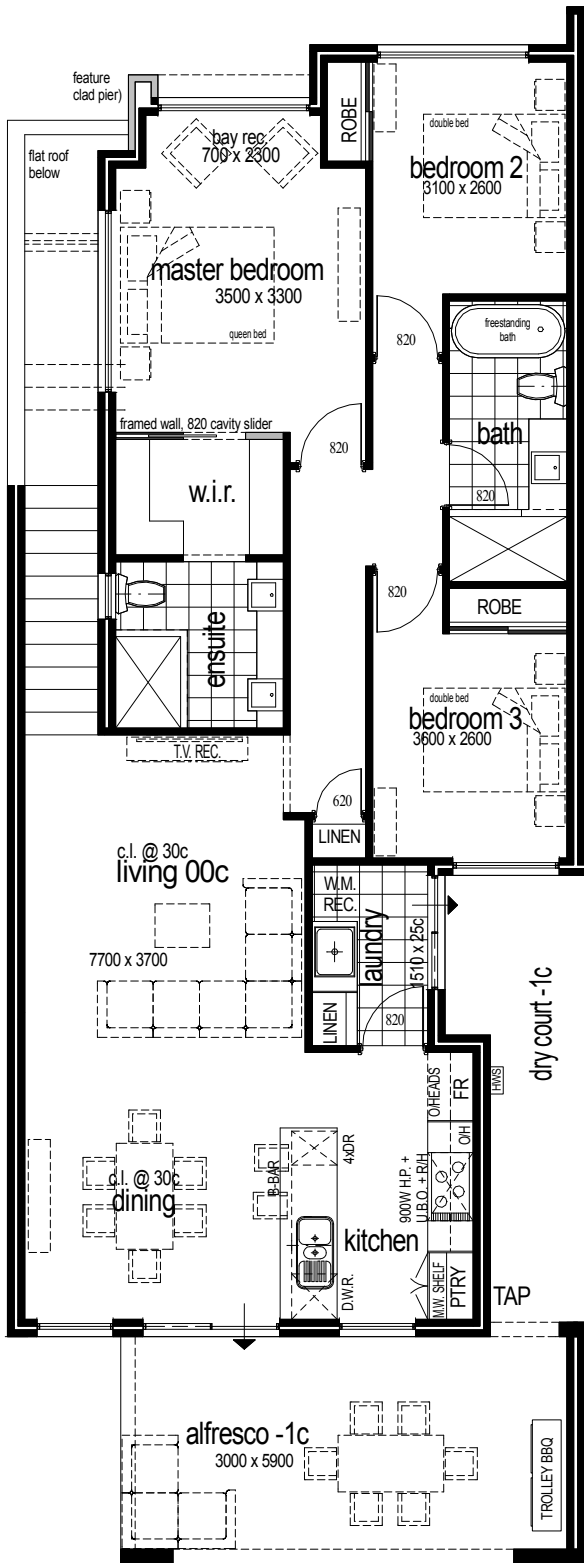 feature
clad pier)
flat roof
below
bay rec.
700 x 2300
ROBE
double bed
bedroom 2
3100 x 2600
master bedroom
3500 x 3300
queen bed
820
freestanding
bath
bath
820
framed wall, 820 cavity slider
820
w.i.r.
820
ROBE
ensuite
double bed
bedroom 3
3600 x 2600
T.V. REC.
620
LINEN
c.l. @ 30c
living 00c
7700 x 3700
W.M.
REC.
laundry
1510 x 25c
LINEN
820
dry court -1c
HWS
O/HEADS
FR
O/H
4xDR
B-BAR
900W H.P. +
U.B.O. + R/H
c.l. @ 30c
dining
kitchen
D.W.R.
M.W. SHELF
PTRY
TAP
alfresco -1c
3000 x 5900
TROLLEY BBQ